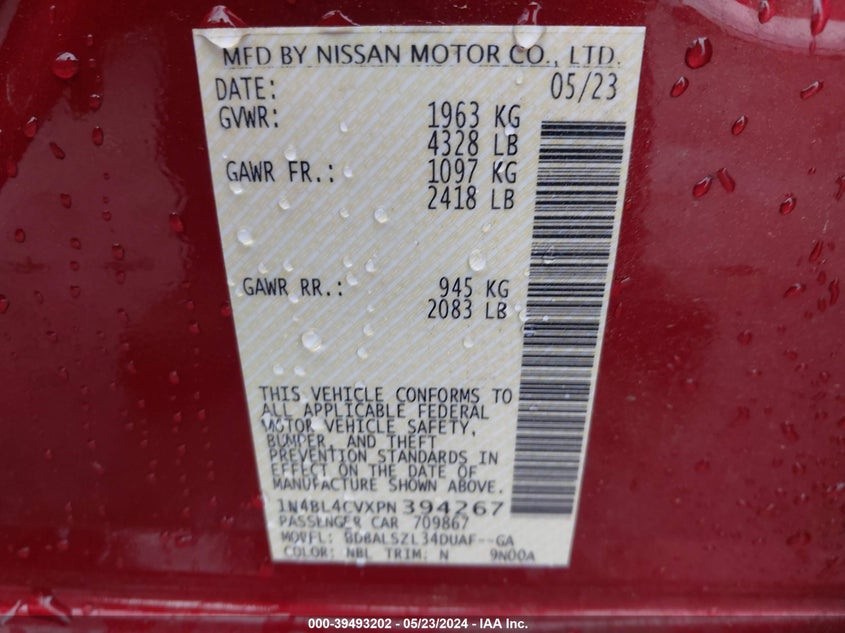 MFD BY NISSAN MOTOR CO., LTD.
DATE: 05/23
GVWR: 1963 KG
4328 LB
GAWR FR.: 1097 KG
2418 LB
GAWR RR.: 945 KG
2083 LB
THIS VEHICLE CONFORMS TO
ALL APPLICABLE FEDERAL
MOTOR VEHICLE SAFETY,
BUMPER, AND THEFT
PREVENTION STANDARDS IN
EFFECT ON THE DATE OF
MANUFACTURE SHOWN ABOVE.
1N4BL4CVXPN394267
PASSENGER CAR 709867
COLOR: NBL TRIM: N 9N00A
000-39493202 - 05/23/2024 - IAA Inc.